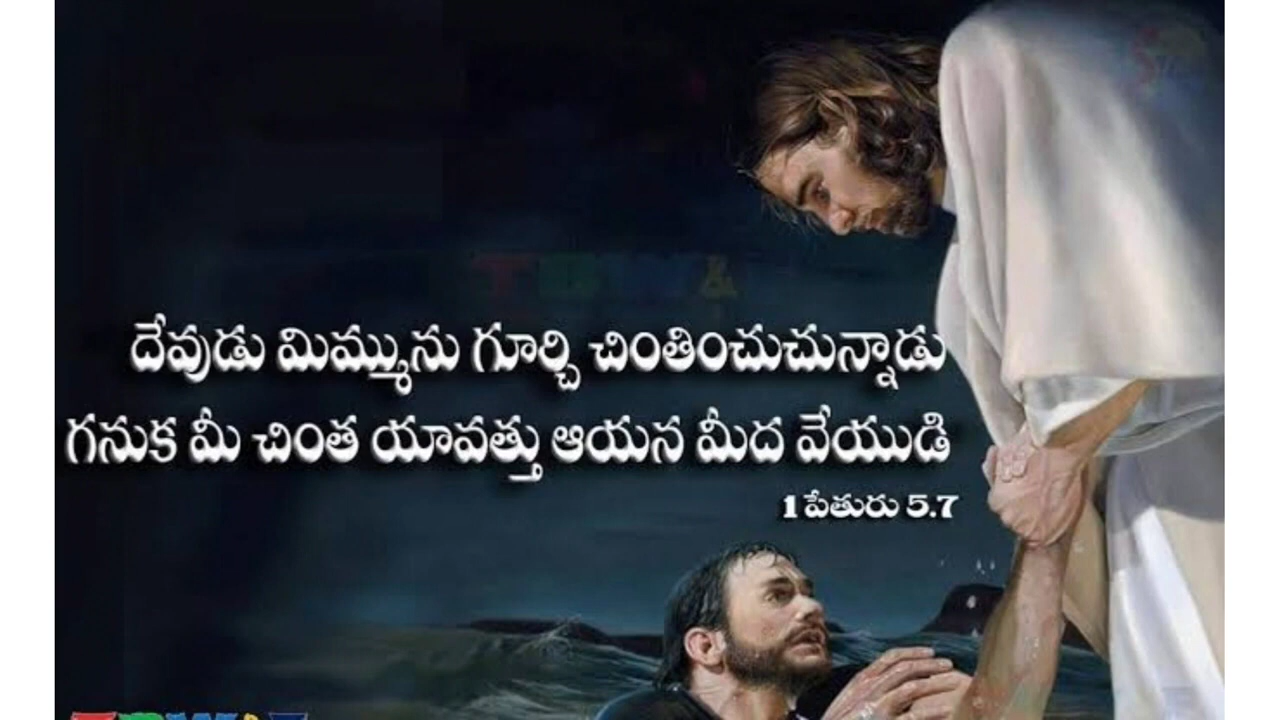 దేవుడు మిమ్మును గూర్చి చింతించుచున్నాడు
గనుక మీ చింత యావత్తు ఆయన మీద వేయుడి
1 పేతురు 5.7